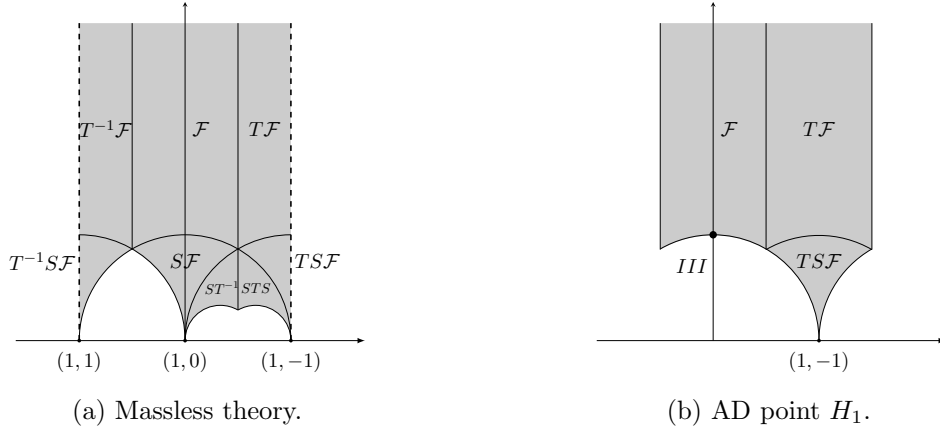 $T^{-1}\mathcal{F}$ $\mathcal{F}$ $T\mathcal{F}$
$T^{-1}S\mathcal{F}$ $S\mathcal{F}$ $TS\mathcal{F}$
$ST^{-1}$ $STS$
(1, 1) (1, 0) (1, −1)
(a) Massless theory.
$\mathcal{F}$ $T\mathcal{F}$
$III$ $TS\mathcal{F}$
(1, −1)
(b) AD point $H_1$.